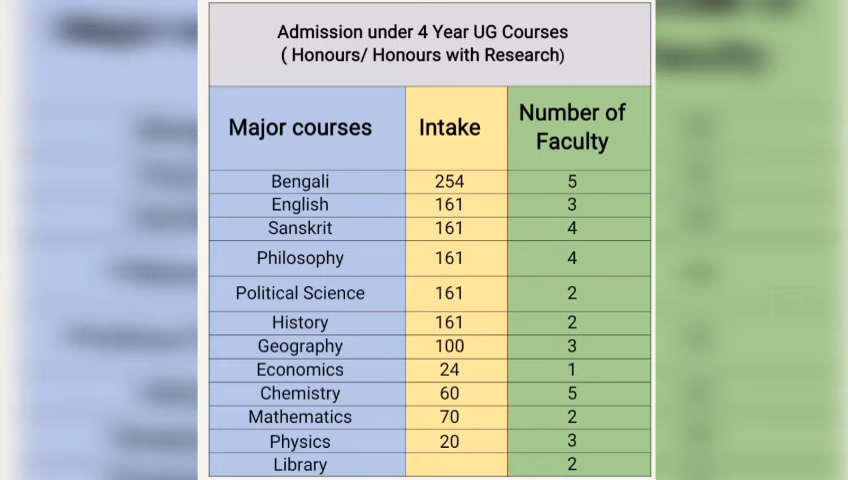 Admission under 4 Year UG Courses
( Honours/ Honours with Research)
Major courses Intake Number of Faculty
Bengali 254 5
English 161 3
Sanskrit 161 4
Philosophy 161 4
Political Science 161 2
History 161 2
Geography 100 3
Economics 24 1
Chemistry 60 5
Mathematics 70 2
Physics 20 3
Library 2